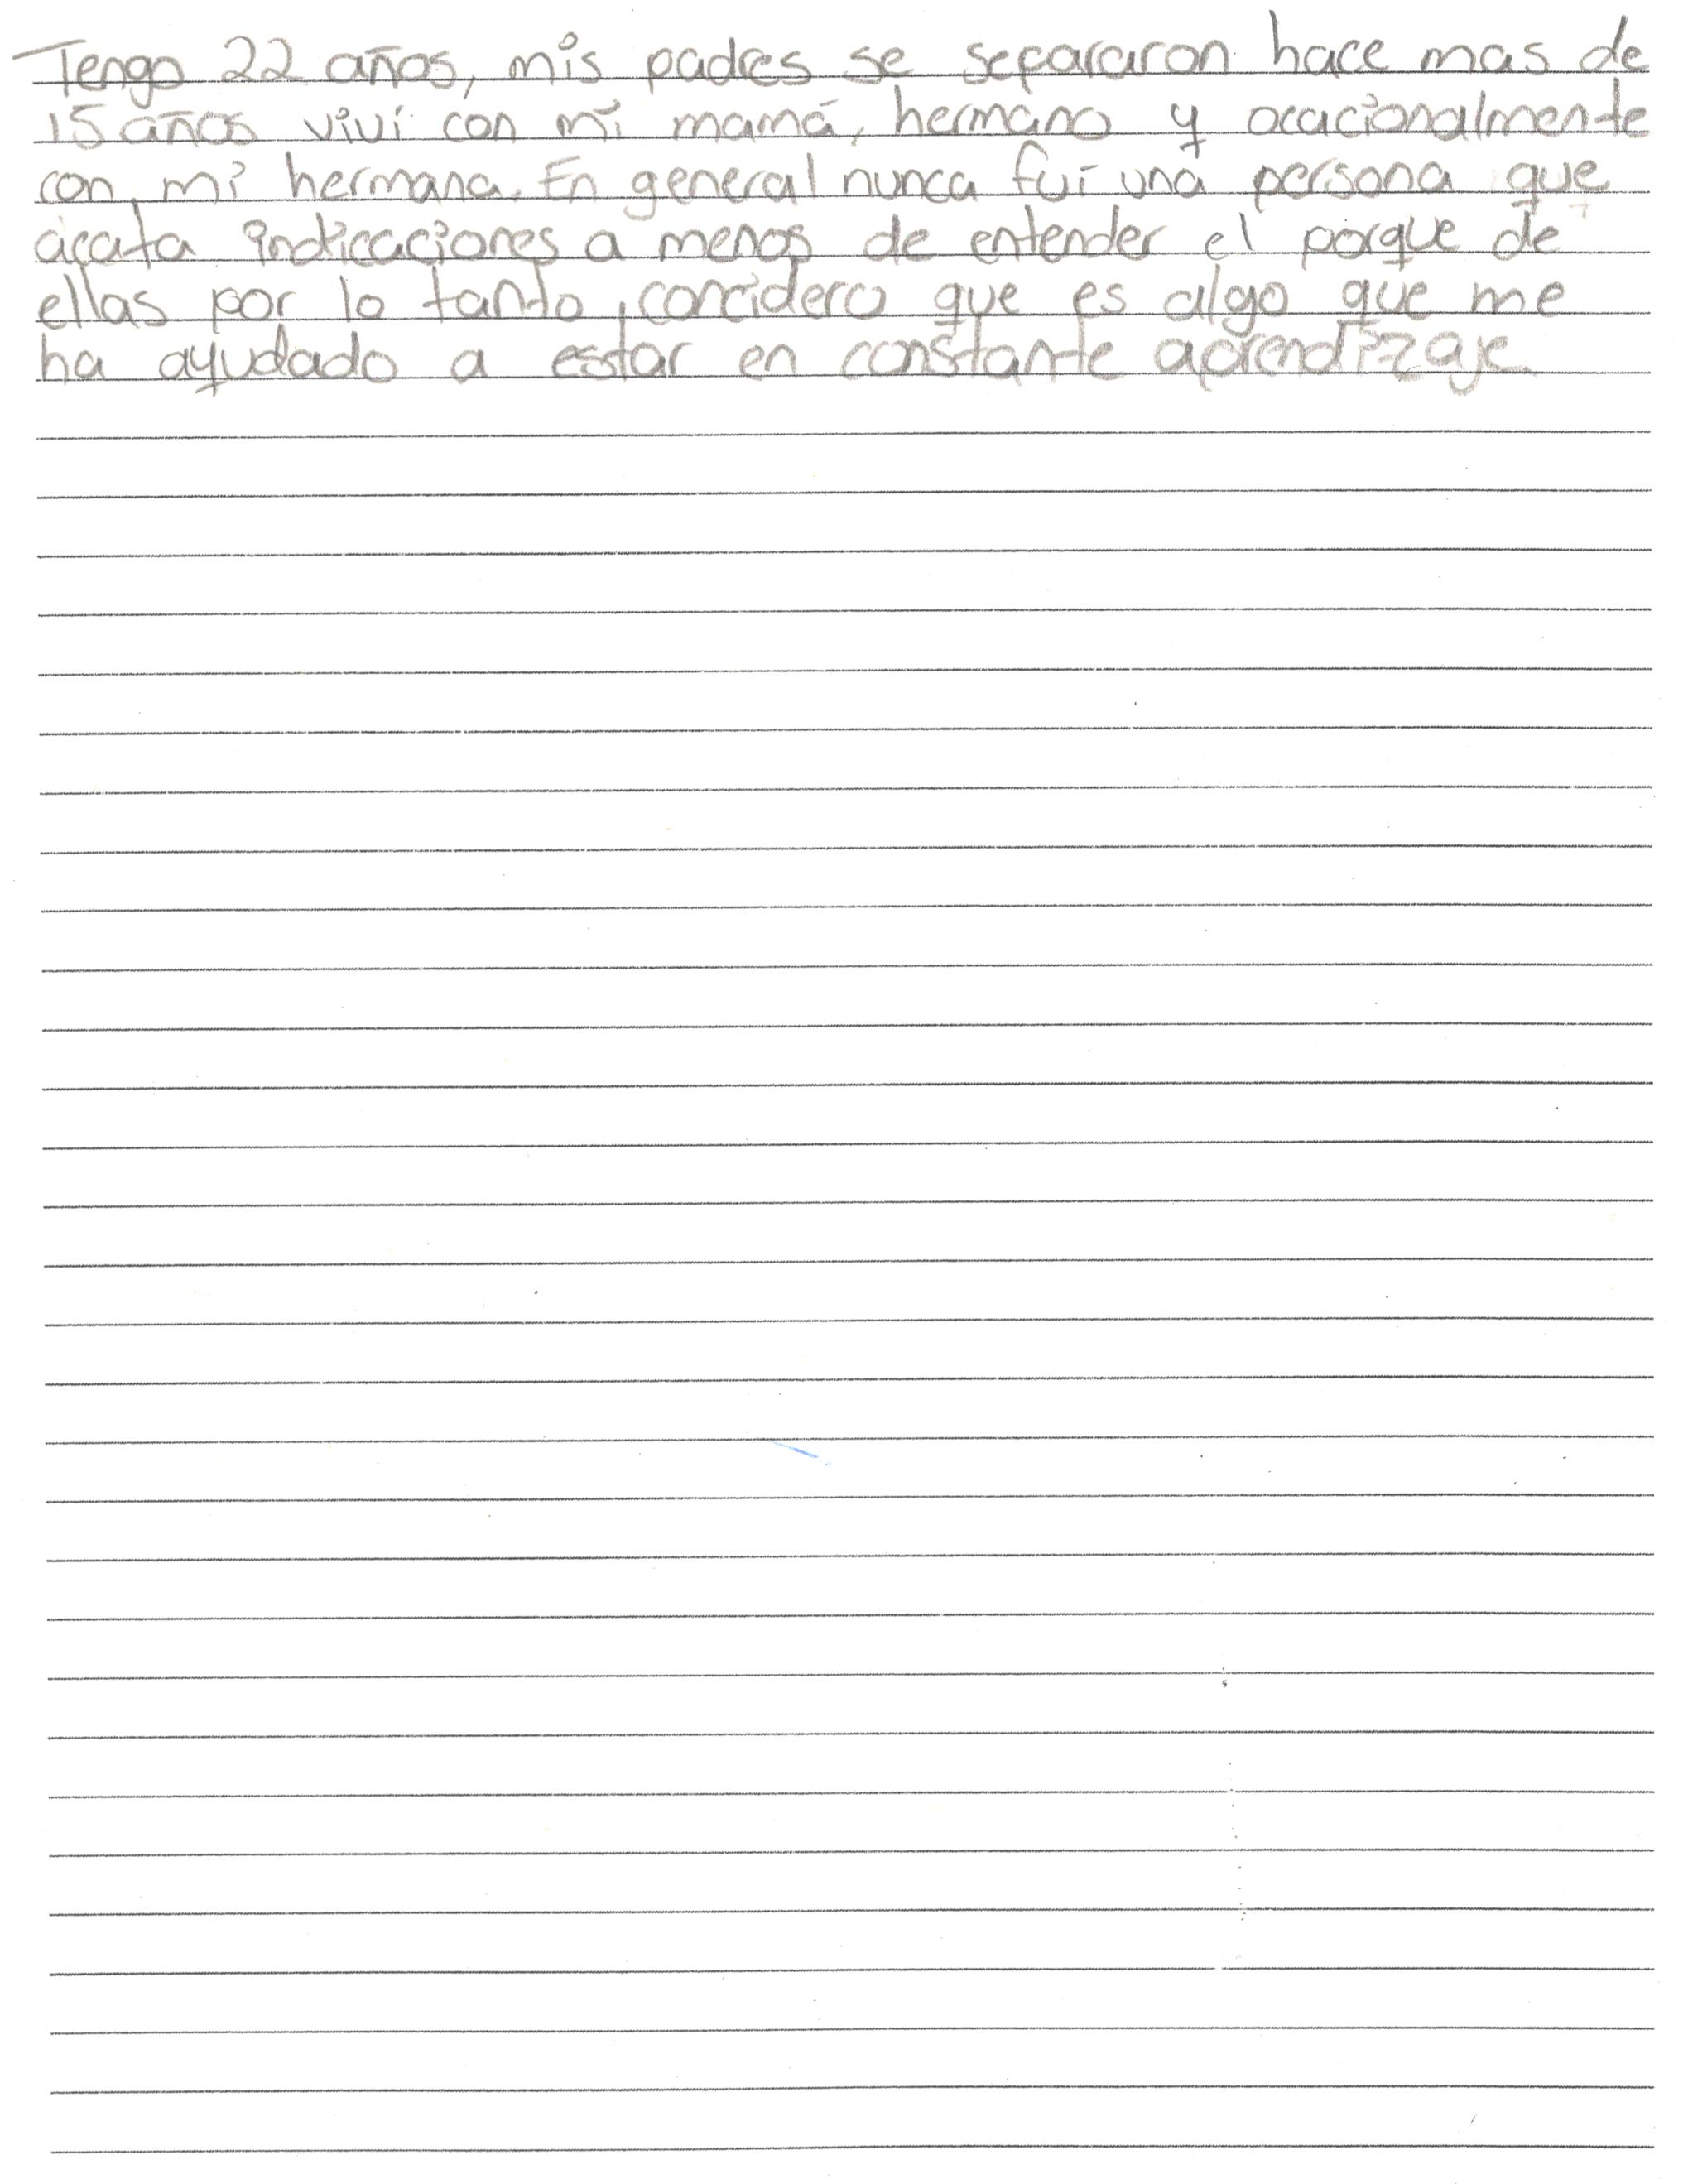 Tengo 22 años, mis padres se separaron hace mas de
15 años viví con mi mamá, hermano y ocacionalmente
con mi hermana. En general nunca fuí una persona que
acata indicaciones a menos de entender el porque de
ellas por lo tanto, concidero que es algo que me
ha ayudado a estar en constante aprendizaje.